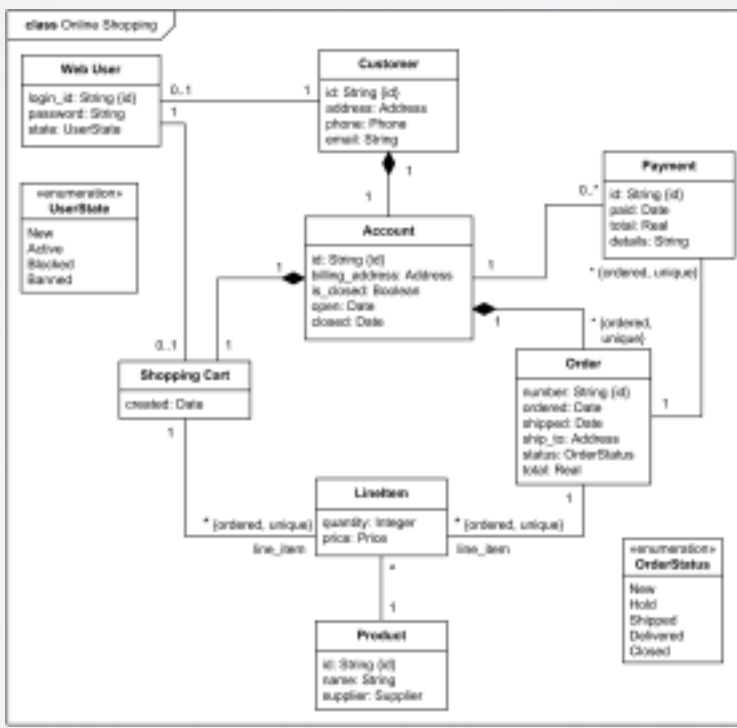 class Online Shopping
Web User
login_id: String {id}
password: String
state: UserState
0..1
1
1
Customer
id: String {id}
address: Address
phone: Phone
email: String
1
1
«enumeration»
UserState
New
Active
Blocked
Banned
Account
id: String {id}
billing_address: Address
is_closed: Boolean
open: Date
closed: Date
1
1
1
Payment
id: String {id}
paid: Date
total: Real
details: String
0..*
* {ordered, unique}
* {ordered,
unique}
0..1
1
Shopping Cart
created: Date
1
Order
number: String {id}
ordered: Date
shipped: Date
ship_to: Address
status: OrderStatus
total: Real
1
1
LineItem
quantity: Integer
price: Price
* {ordered, unique}
line_item
* {ordered, unique}
line_item
*
1
Product
id: String {id}
name: String
supplier: Supplier
«enumeration»
OrderStatus
New
Hold
Shipped
Delivered
Closed